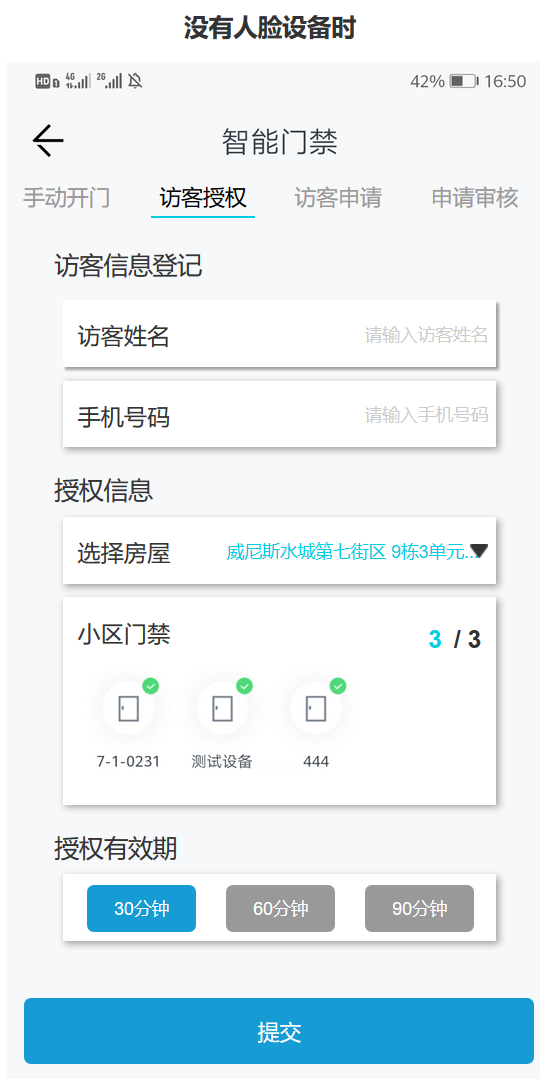 没有人脸设备时
HD 1 4G 2G 42% 16:50
智能门禁
手动开门 访客授权 访客申请 申请审核
访客信息登记
访客姓名 请输入访客姓名
手机号码 请输入手机号码
授权信息
选择房屋 威尼斯水城第七街区 9栋3单元...
小区门禁 3 / 3
7-1-0231 测试设备 444
授权有效期
30分钟 60分钟 90分钟
提交